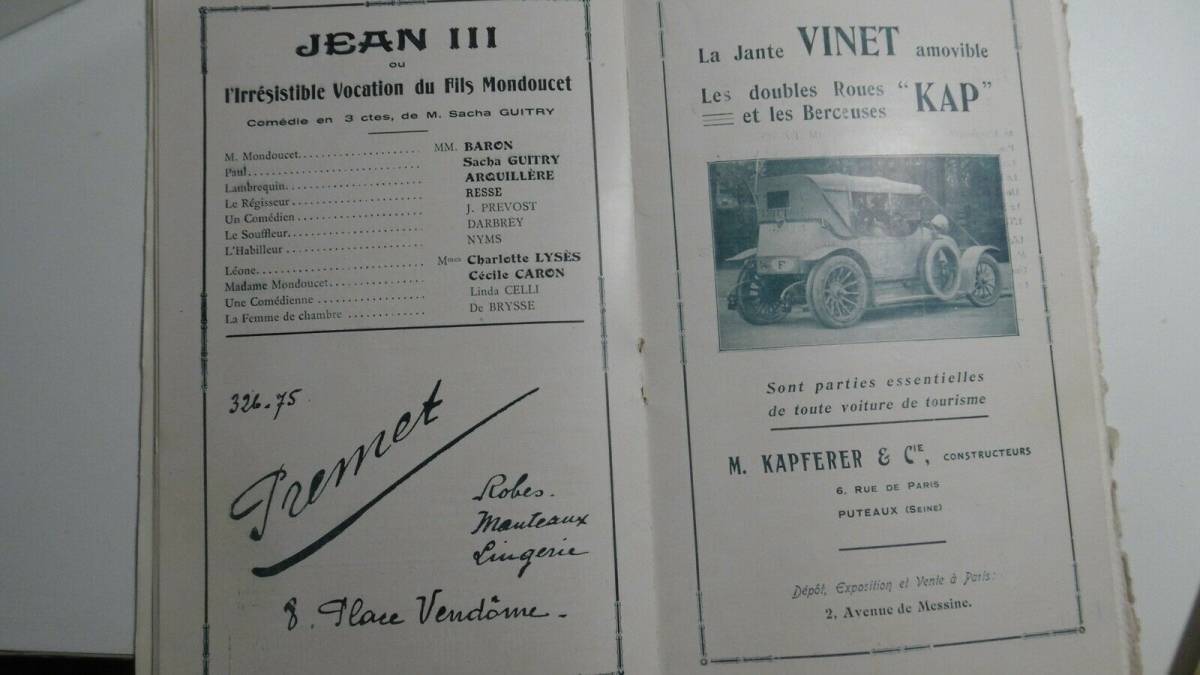 JEAN III
ou
l'Irrésistible Vocation du Fils Mondoucet
Comédie en 3 ctes, de M. Sacha GUITRY
M. Mondoucet.................... MM. BARON
Paul.................... Sacha GUITRY
Lambrequin.................... ARQUILLÈRE
Le Régisseur.................... RESSE
Un Comédien.................... J. PREVOST
Le Souffleur.................... DARBREY
L'Habilleur.................... NYMS
Léone.................... Mmes Charlotte LYSÈS
Madame Mondoucet.................... Cécile CARON
Une Comédienne.................... Linda CELLI
La Femme de chambre.................... De BRYSSE
326.75
Premet
Robes.
Manteaux
Lingerie
8. Place Vendôme.
La Jante VINET amovible
Les doubles Roues "KAP"
et les Berceuses
Sont parties essentielles
de toute voiture de tourisme
M. KAPFERER & CIE, CONSTRUCTEURS
6, RUE DE PARIS
PUTEAUX (SEINE)
Dépôt, Exposition et Vente à Paris:
2, Avenue de Messine.